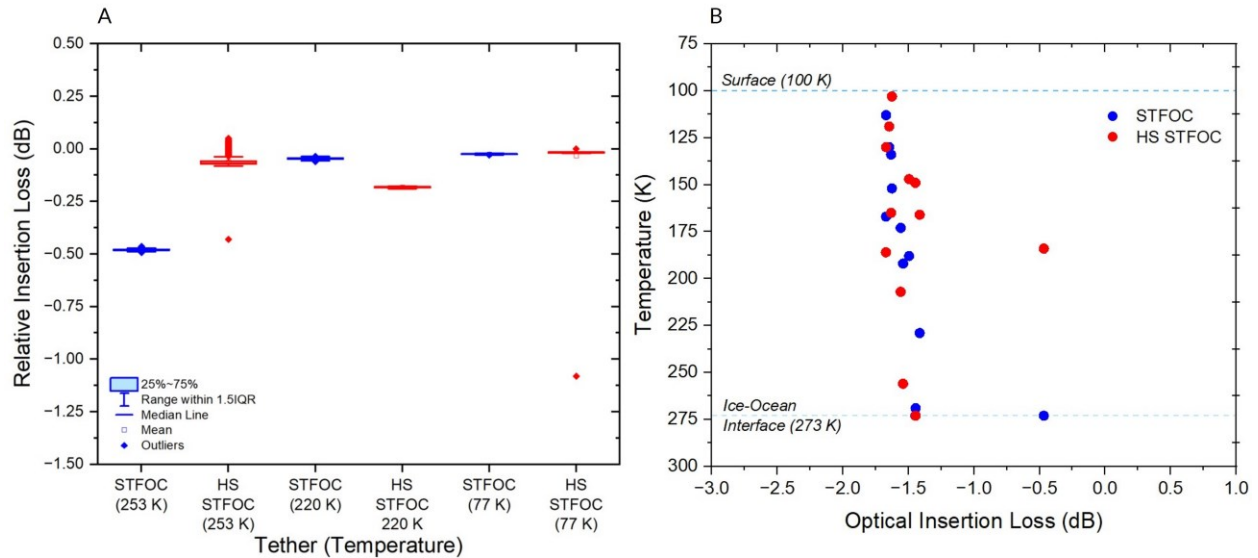 A
0.50
0.25
0.00
−0.25
−0.50
−0.75
−1.00
−1.25
−1.50
Relative Insertion Loss (dB)
25%~75%
Range within 1.5IQR
Median Line
Mean
Outliers
STFOC
(253 K)
HS
STFOC
(253 K)
STFOC
(220 K)
HS
STFOC
220 K
STFOC
(77 K)
HS
STFOC
(77 K)
Tether (Temperature)
B
75
100
125
150
175
200
225
250
275
300
Temperature (K)
Surface (100 K)
STFOC
HS STFOC
Ice-Ocean
Interface (273 K)
−3.0
−2.5
−2.0
−1.5
−1.0
−0.5
0.0
0.5
1.0
Optical Insertion Loss (dB)